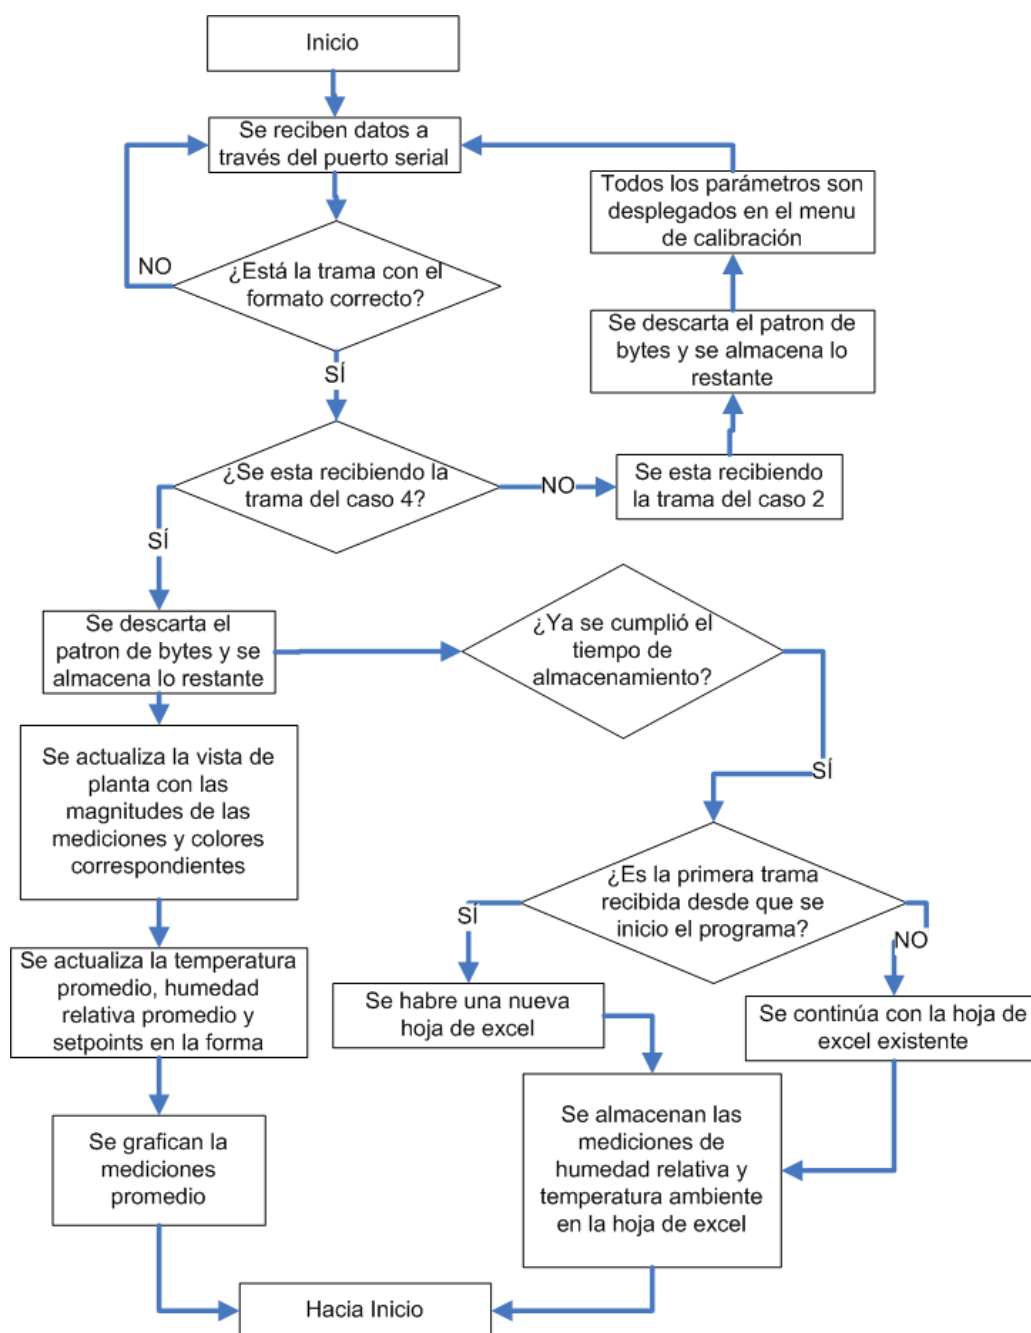 Inicio
Se reciben datos a
través del puerto serial
Todos los parámetros son
desplegados en el menu
de calibración
NO
¿Está la trama con el
formato correcto?
Se descarta el patron de
bytes y se almacena lo
restante
SÍ
¿Se esta recibiendo la
trama del caso 4?
NO
Se esta recibiendo
la trama del caso 2
SÍ
Se descarta el
patron de bytes y se
almacena lo restante
¿Ya se cumplió el
tiempo de
almacenamiento?
Se actualiza la vista de
planta con las
magnitudes de las
mediciones y colores
correspondientes
SÍ
¿Es la primera trama
recibida desde que se
inicio el programa?
SÍ
NO
Se actualiza la temperatura
promedio, humedad
relativa promedio y
setpoints en la forma
Se habre una nueva
hoja de excel
Se continúa con la hoja de
excel existente
Se grafican la
mediciones
promedio
Se almacenan las
mediciones de
humedad relativa y
temperatura ambiente
en la hoja de excel
Hacia Inicio